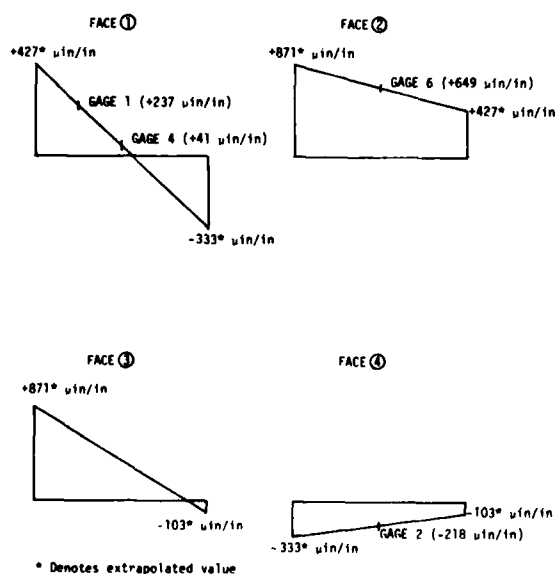 FACE ①
+427* µin/in
GAGE 1 (+237 µin/in)
GAGE 4 (+41 µin/in)
-333* µin/in
FACE ②
+871* µin/in
GAGE 6 (+649 µin/in)
+427* µin/in
FACE ③
+871* µin/in
-103* µin/in
FACE ④
-103* µin/in
GAGE 2 (-218 µin/in)
-333* µin/in
* Denotes extrapolated value